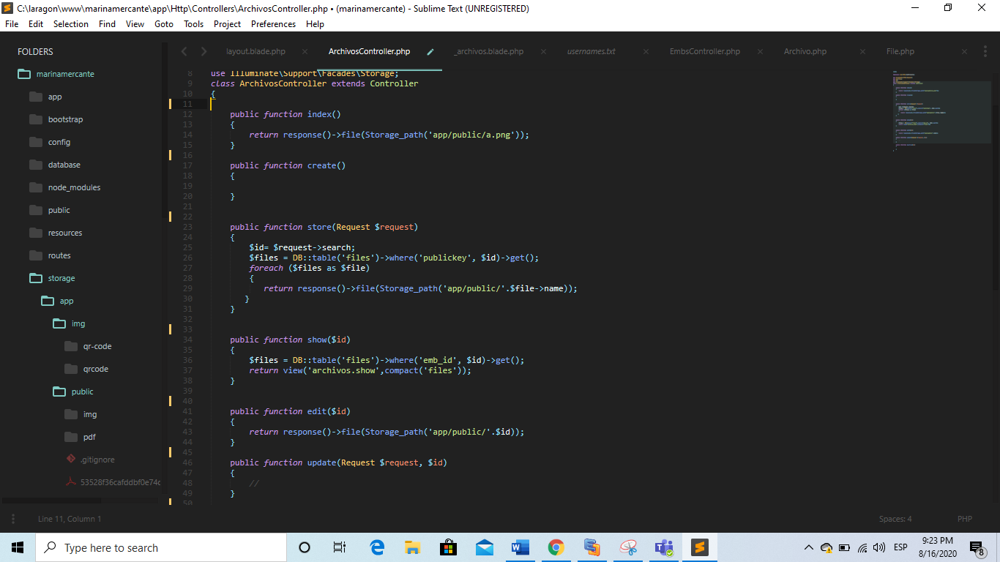 C:\laragon\www\marinamercante\app\Http\Controllers\ArchivosController.php • (marinamercante) - Sublime Text (UNREGISTERED)
File Edit Selection Find View Goto Tools Project Preferences Help
FOLDERS
marinamercante
app
bootstrap
config
database
node_modules
public
resources
routes
storage
app
img
qr-code
qrcode
public
img
pdf
.gitignore
53528f36cafddbf0e74c
layout.blade.php ArchivosController.php _archivos.blade.php usernames.txt EmbsController.php Archivo.php File.php
8 use Illuminate\Support\Facades\Storage;
9 class ArchivosController extends Controller
10 {
11
12 public function index()
13 {
14 return response()->file(Storage_path('app/public/a.png'));
15 }
16
17 public function create()
18 {
19
20 }
21
22
23 public function store(Request $request)
24 {
25 $id= $request->search;
26 $files = DB::table('files')->where('publickey', $id)->get();
27 foreach ($files as $file)
28 {
29 return response()->file(Storage_path('app/public/'.$file->name));
30 }
31 }
32
33
34 public function show($id)
35 {
36 $files = DB::table('files')->where('emb_id', $id)->get();
37 return view('archivos.show',compact('files'));
38 }
39
40
41 public function edit($id)
42 {
43 return response()->file(Storage_path('app/public/'.$id));
44 }
45
46 public function update(Request $request, $id)
47 {
48 //
49 }
50
Line 11, Column 1
Spaces: 4 PHP
Type here to search
ESP
9:23 PM
8/16/2020
8